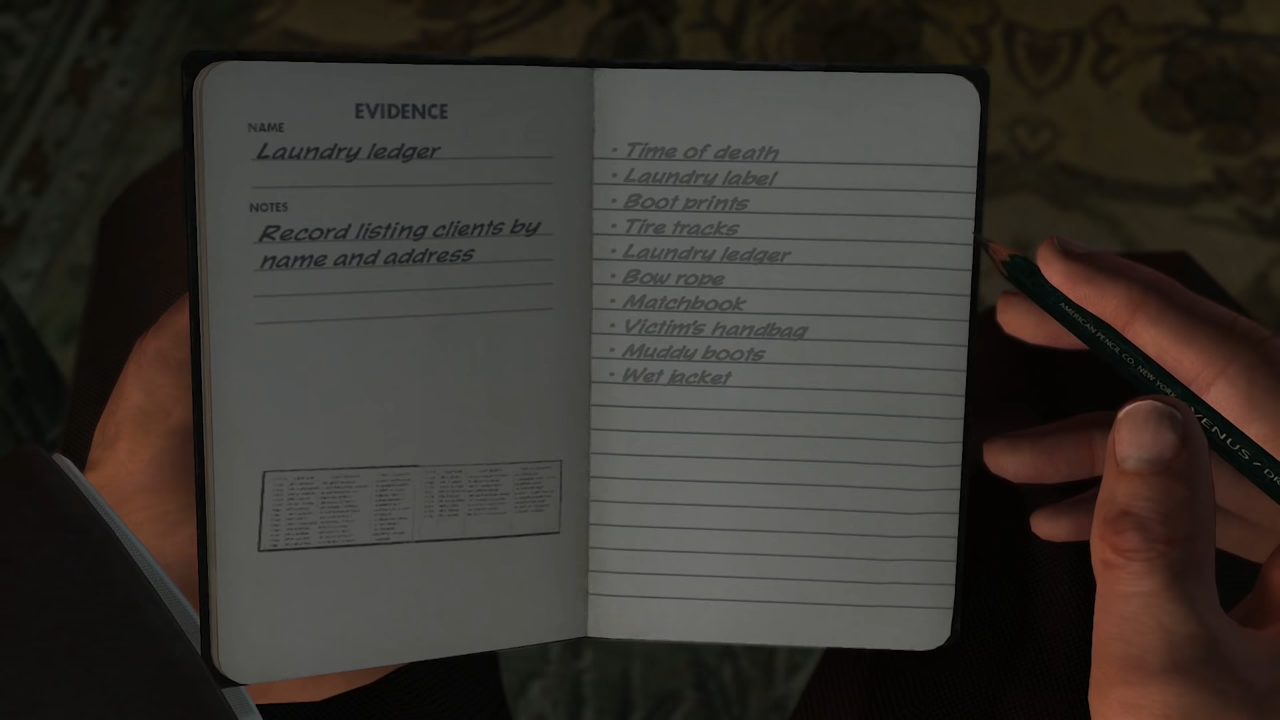 EVIDENCE
NAME
Laundry ledger
NOTES
Record listing clients by
name and address
• Time of death
• Laundry label
• Boot prints
• Tire tracks
• Laundry ledger
• Bow rope
• Matchbook
• Victim's handbag
• Muddy boots
• Wet jacket
AMERICAN PENCIL CO. NEW YORK VENUS